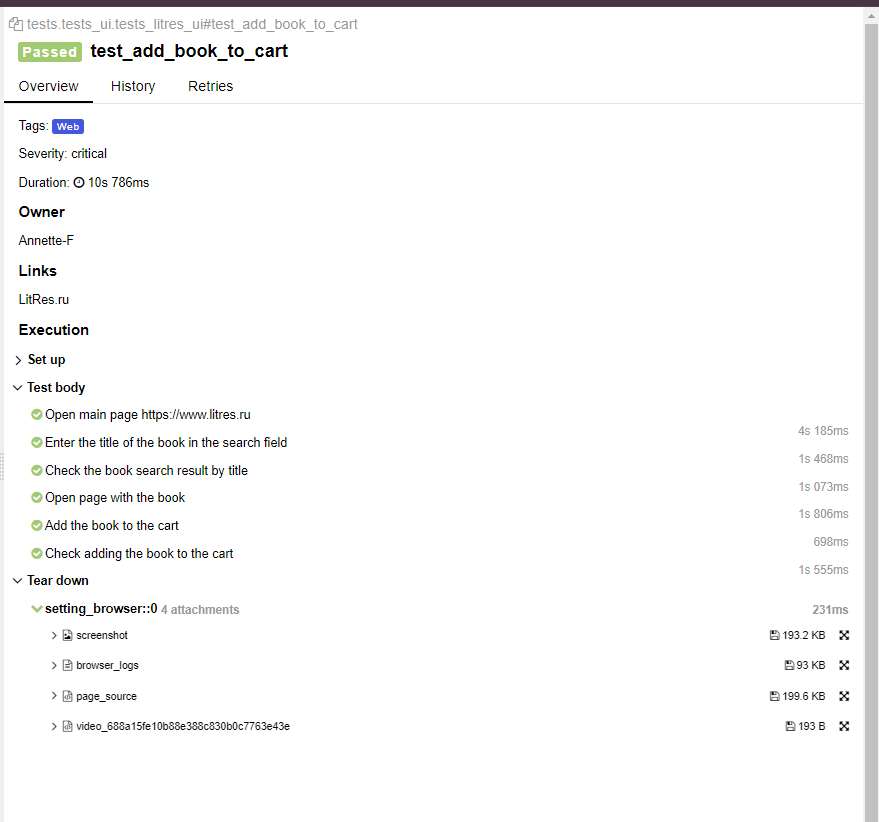 tests.tests_ui.tests_litres_ui#test_add_book_to_cart
Passed test_add_book_to_cart
Overview History Retries
Tags: Web
Severity: critical
Duration: 10s 786ms
Owner
Annette-F
Links
LitRes.ru
Execution
Set up
Test body
Open main page https://www.litres.ru
4s 185ms
Enter the title of the book in the search field
1s 468ms
Check the book search result by title
1s 073ms
Open page with the book
1s 806ms
Add the book to the cart
698ms
Check adding the book to the cart
1s 555ms
Tear down
setting_browser::0 4 attachments 231ms
screenshot 193.2 KB
browser_logs 93 KB
page_source 199.6 KB
video_688a15fe10b88e388c830b0c7763e43e 193 B